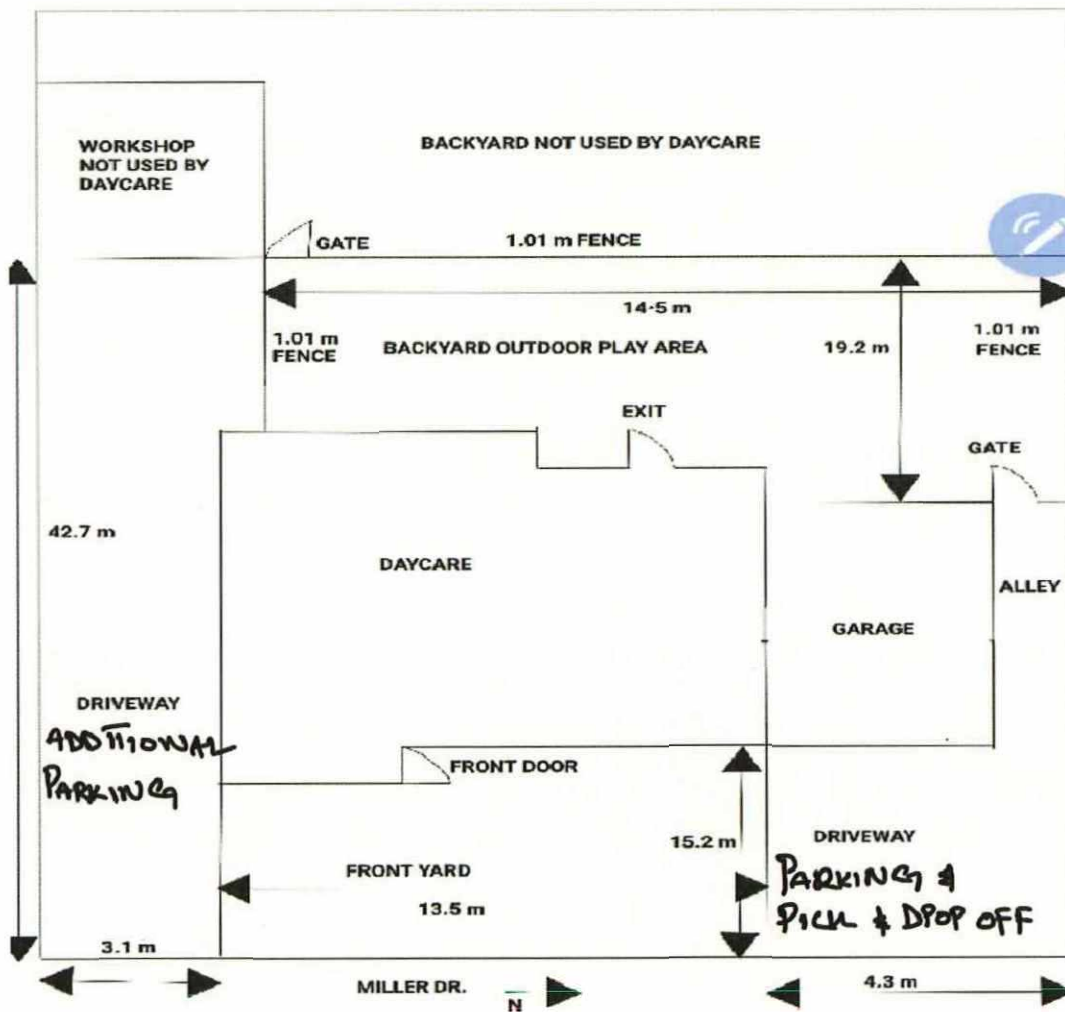 WORKSHOP
NOT USED BY
DAYCARE
BACKYARD NOT USED BY DAYCARE
GATE
1.01 m FENCE
14·5 m
1.01 m
FENCE
BACKYARD OUTDOOR PLAY AREA
19.2 m
1.01 m
FENCE
EXIT
GATE
42.7 m
DAYCARE
ALLEY
GARAGE
DRIVEWAY
ADDITIONAL
PARKING
FRONT DOOR
15.2 m
DRIVEWAY
PARKING &
PICK & DPOP OFF
FRONT YARD
13.5 m
3.1 m
MILLER DR.
N
4.3 m